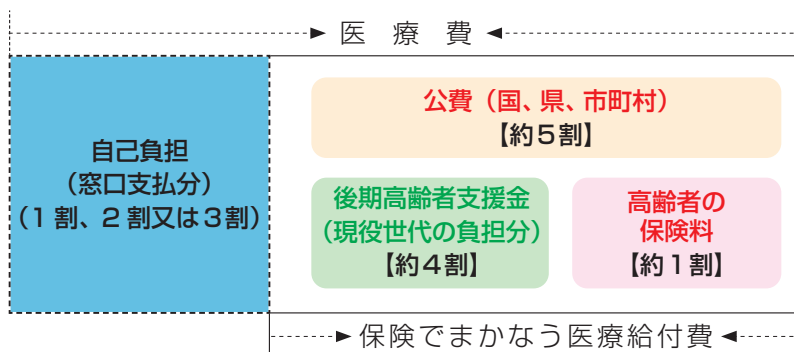 医療費
自己負担
（窓口支払分）
（1割、2割又は3割）
公費（国、県、市町村）
【約5割】
後期高齢者支援金
（現役世代の負担分）
【約4割】
高齢者の
保険料
【約1割】
保険でまかなう医療給付費